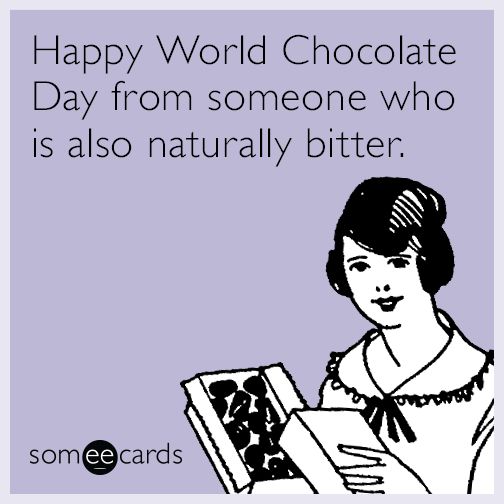 Happy World Chocolate
Day from someone who
is also naturally bitter.
someecards